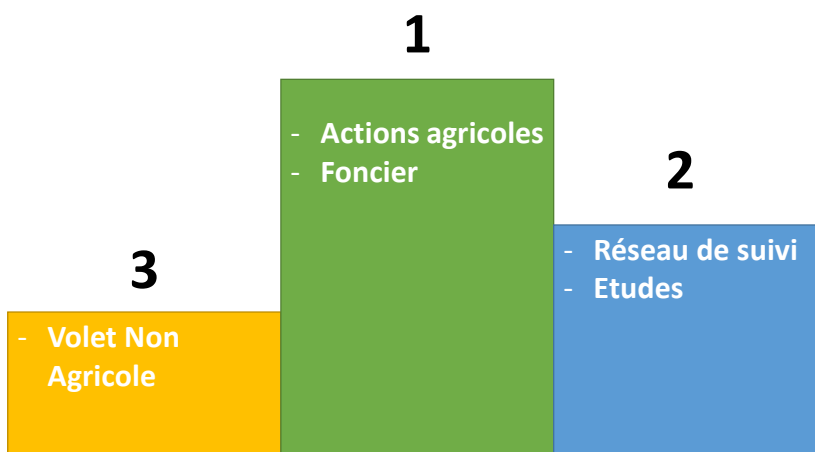 1
- Actions agricoles
- Foncier
2
- Réseau de suivi
- Etudes
3
- Volet Non
Agricole